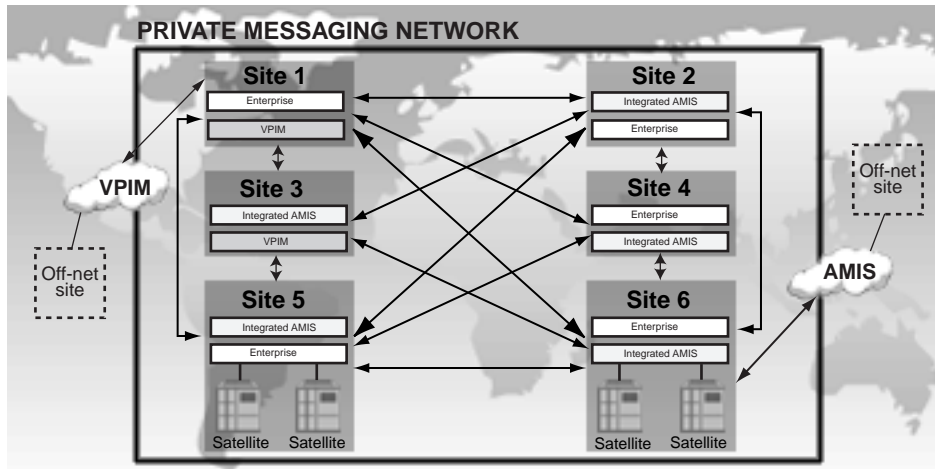 PRIVATE MESSAGING NETWORK
Site 1
Enterprise
VPIM
Site 2
Integrated AMIS
Enterprise
VPIM
Off-net
site
Site 3
Integrated AMIS
VPIM
Site 4
Enterprise
Integrated AMIS
Off-net
site
AMIS
Site 5
Integrated AMIS
Enterprise
Satellite
Satellite
Site 6
Enterprise
Integrated AMIS
Satellite
Satellite